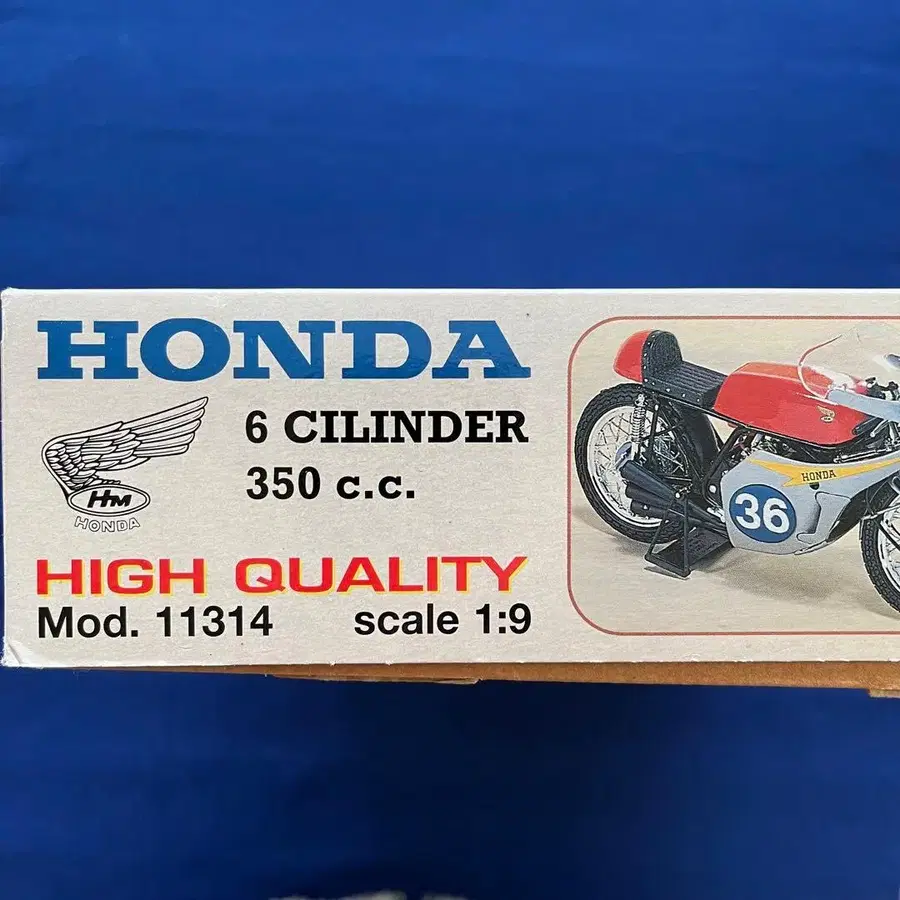 HONDA
6 CILINDER
350 c.c.
HM
HONDA
HIGH QUALITY
Mod. 11314 scale 1:9
HONDA
36